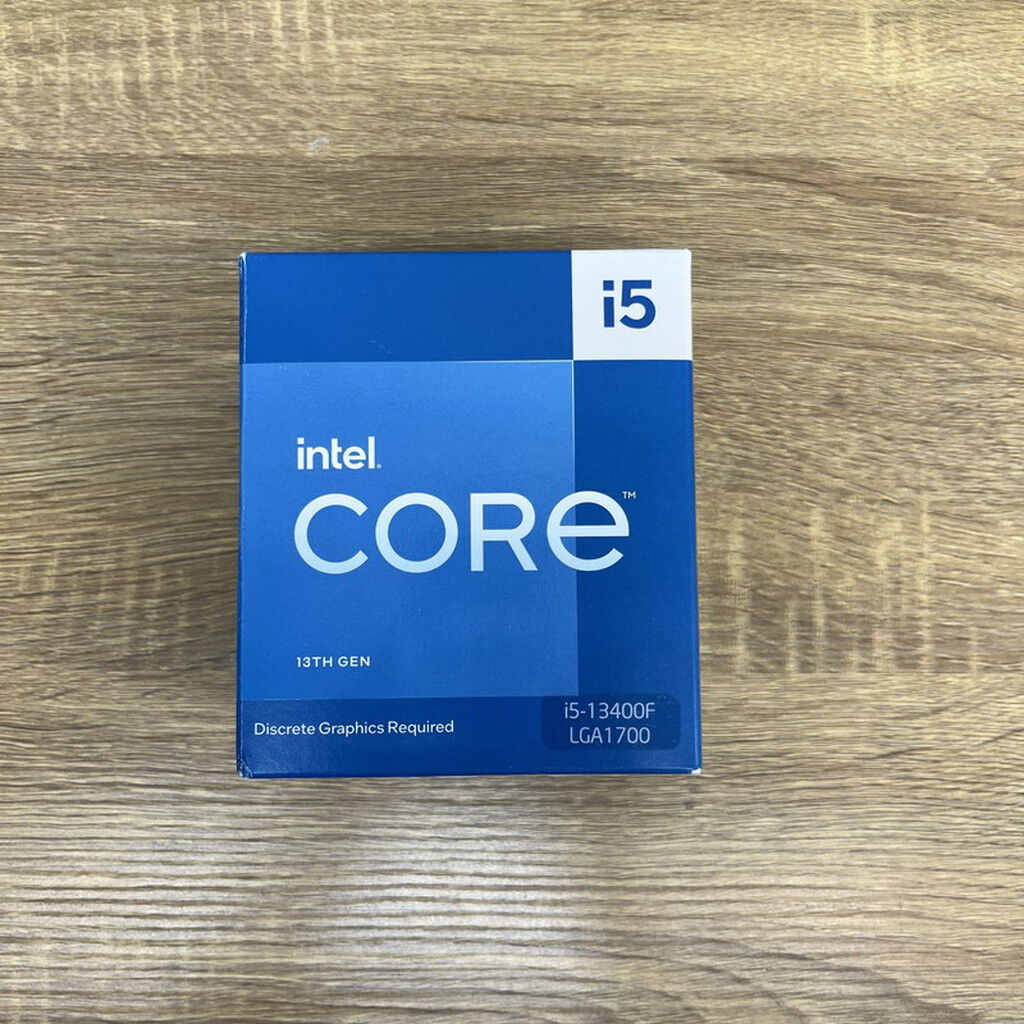 i5
intel.
CORe™
13TH GEN
Discrete Graphics Required
i5-13400F
LGA1700